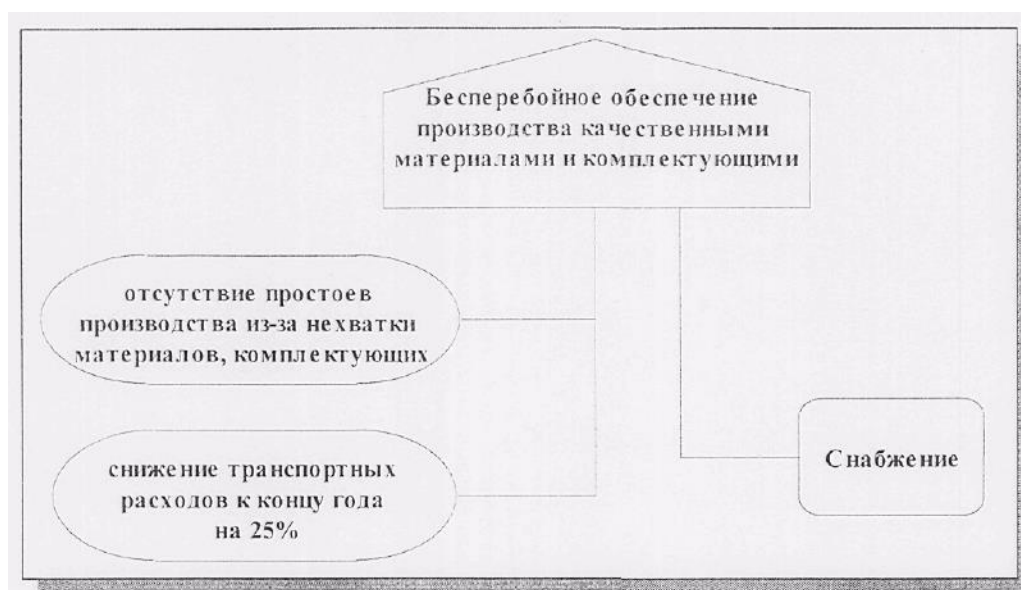 Бесперебойное обеспечение
производства качественными
материалами и комплектующими
отсутствие простоев
производства из-за нехватки
материалов, комплектующих
снижение транспортных
расходов к концу года
на 25%
Снабжение